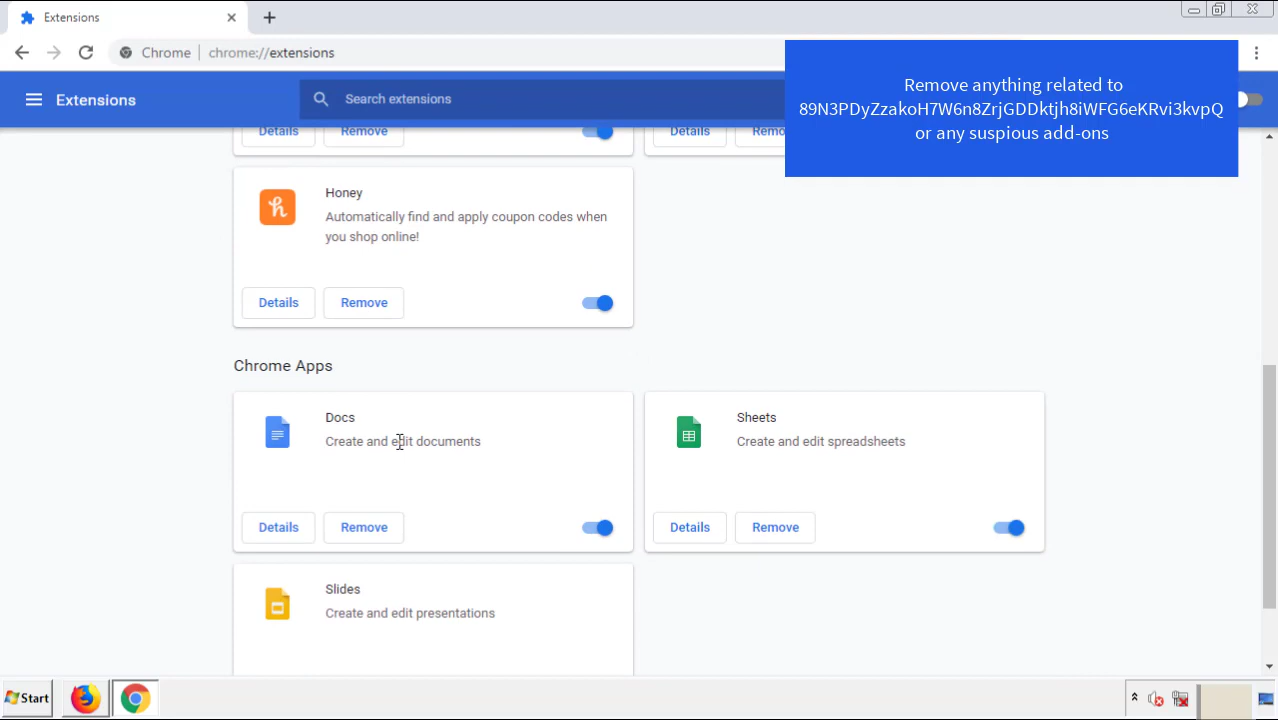 Extensions
Chrome
chrome://extensions
Extensions
Search extensions
Remove anything related to
89N3PDyZzakoH7W6n8ZrjGDDktjh8iWFG6eKRvi3kvpQ
or any suspious add-ons
Details
Remove
Details
Remo
Honey
Automatically find and apply coupon codes when
you shop online!
Details
Remove
Chrome Apps
Docs
Create and edit documents
Details
Remove
Sheets
Create and edit spreadsheets
Details
Remove
Slides
Create and edit presentations
Start